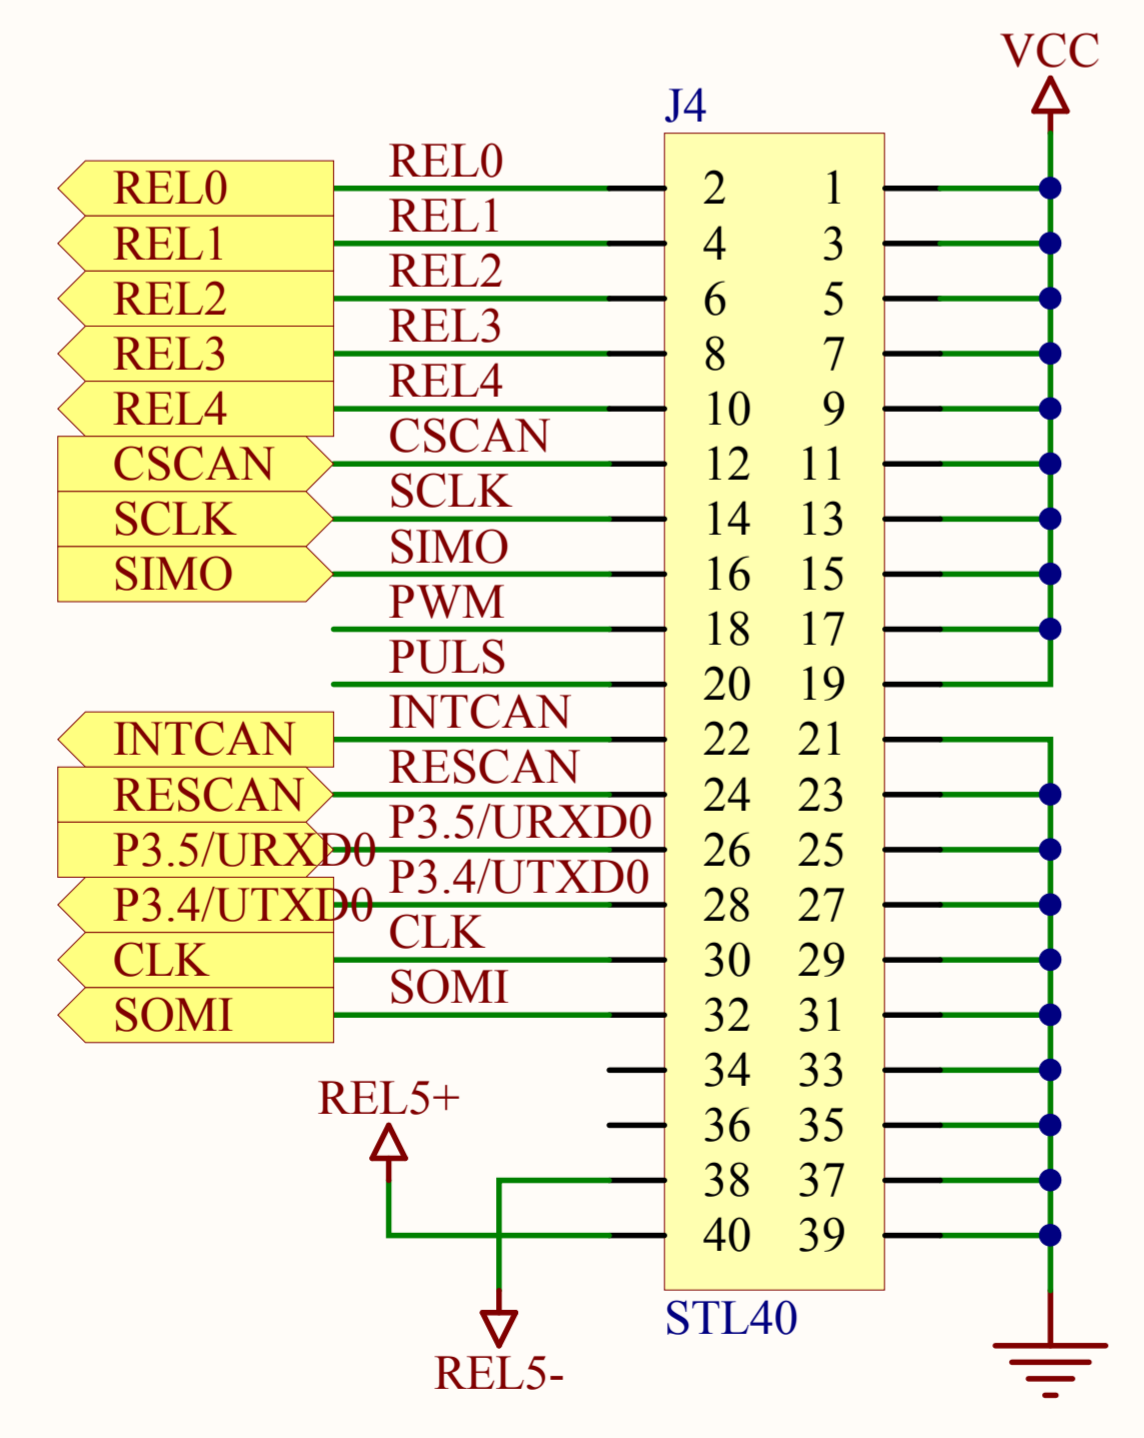 VCC
J4
REL0 REL0 2 1
REL1 REL1 4 3
REL2 REL2 6 5
REL3 REL3 8 7
REL4 REL4 10 9
CSCAN CSCAN 12 11
SCLK SCLK 14 13
SIMO SIMO 16 15
PWM 18 17
PULS 20 19
INTCAN INTCAN 22 21
RESCAN RESCAN 24 23
P3.5/URXD0 P3.5/URXD0 26 25
P3.4/UTXD0 P3.4/UTXD0 28 27
CLK CLK 30 29
SOMI SOMI 32 31
34 33
REL5+
36 35
38 37
40 39
STL40
REL5-